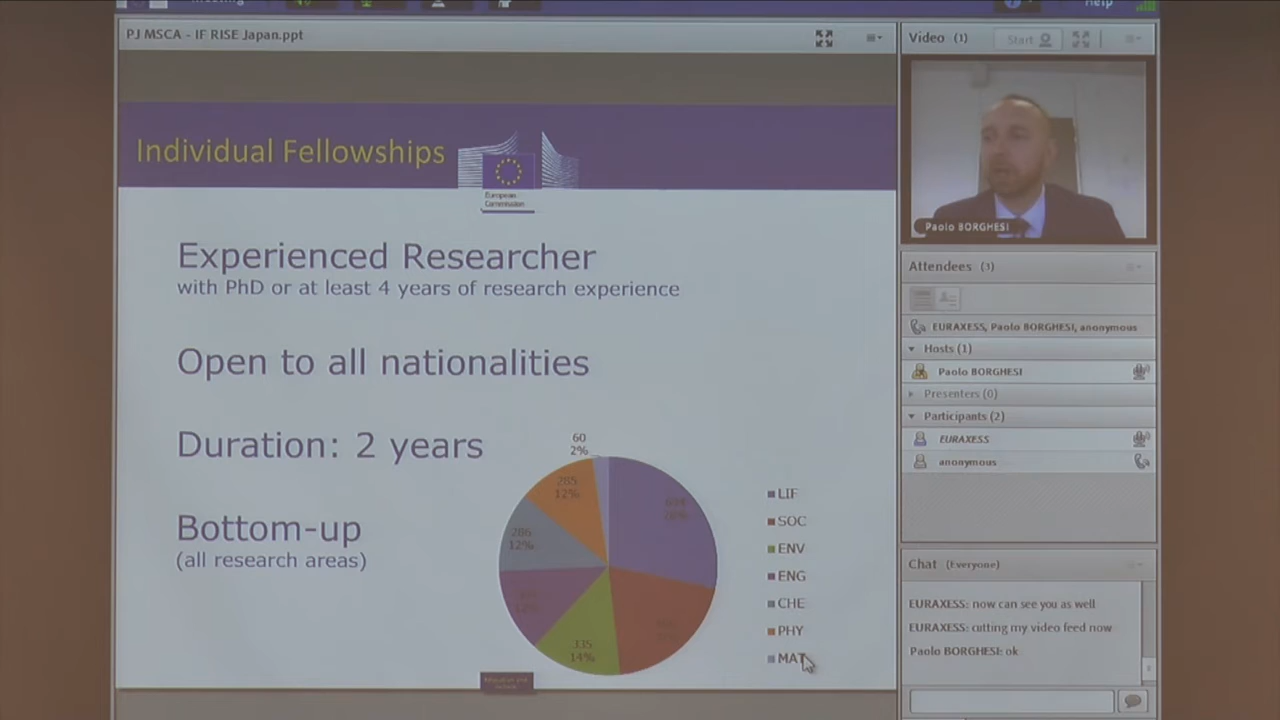 Help
PJ MSCA - IF RISE Japan.ppt
Individual Fellowships
European
Commission
Experienced Researcher
with PhD or at least 4 years of research experience
Open to all nationalities
Duration: 2 years
Bottom-up
(all research areas)
60
2%
285
12%
286
12%
335
14%
LIF
SOC
ENV
ENG
CHE
PHY
MAT
Video (1)
Start
Paolo BORGHESI
Attendees (3)
EURAXESS, Paolo BORGHESI, anonymous
Hosts (1)
Paolo BORGHESI
Presenters (0)
Participants (2)
EURAXESS
anonymous
Chat (Everyone)
EURAXESS: now can see you as well
EURAXESS: cutting my video feed now
Paolo BORGHESI: ok